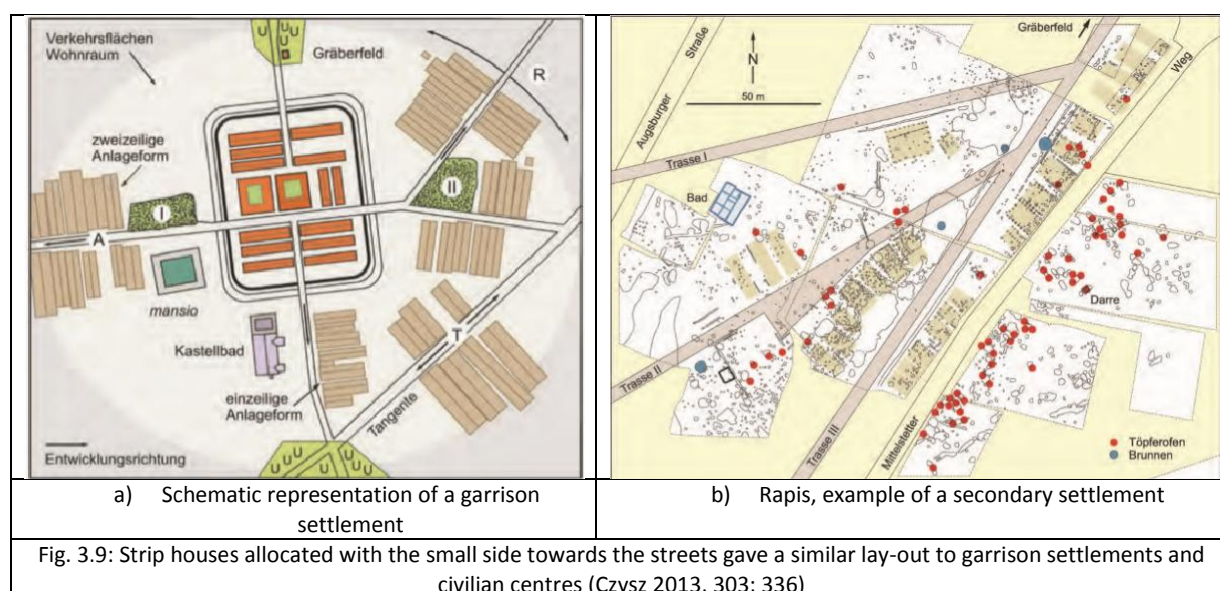 Verkehrsflächen
Wohnraum
Gräberfeld
R
zweizeilige
Anlageform
I
II
A
mansio
Kastellbad
T
einzeilige
Anlageform
Tangente
Entwicklungsrichtung
Gräberfeld
Straße
Augsburger
N
50 m
Weg
Trasse I
Bad
Darre
Trasse II
Trasse III
Mittelstetter
Töpferofen
Brunnen
a) Schematic representation of a garrison
settlement
b) Rapis, example of a secondary settlement
Fig. 3.9: Strip houses allocated with the small side towards the streets gave a similar lay-out to garrison settlements and
civilian centres (Czysz 2013, 303; 336)